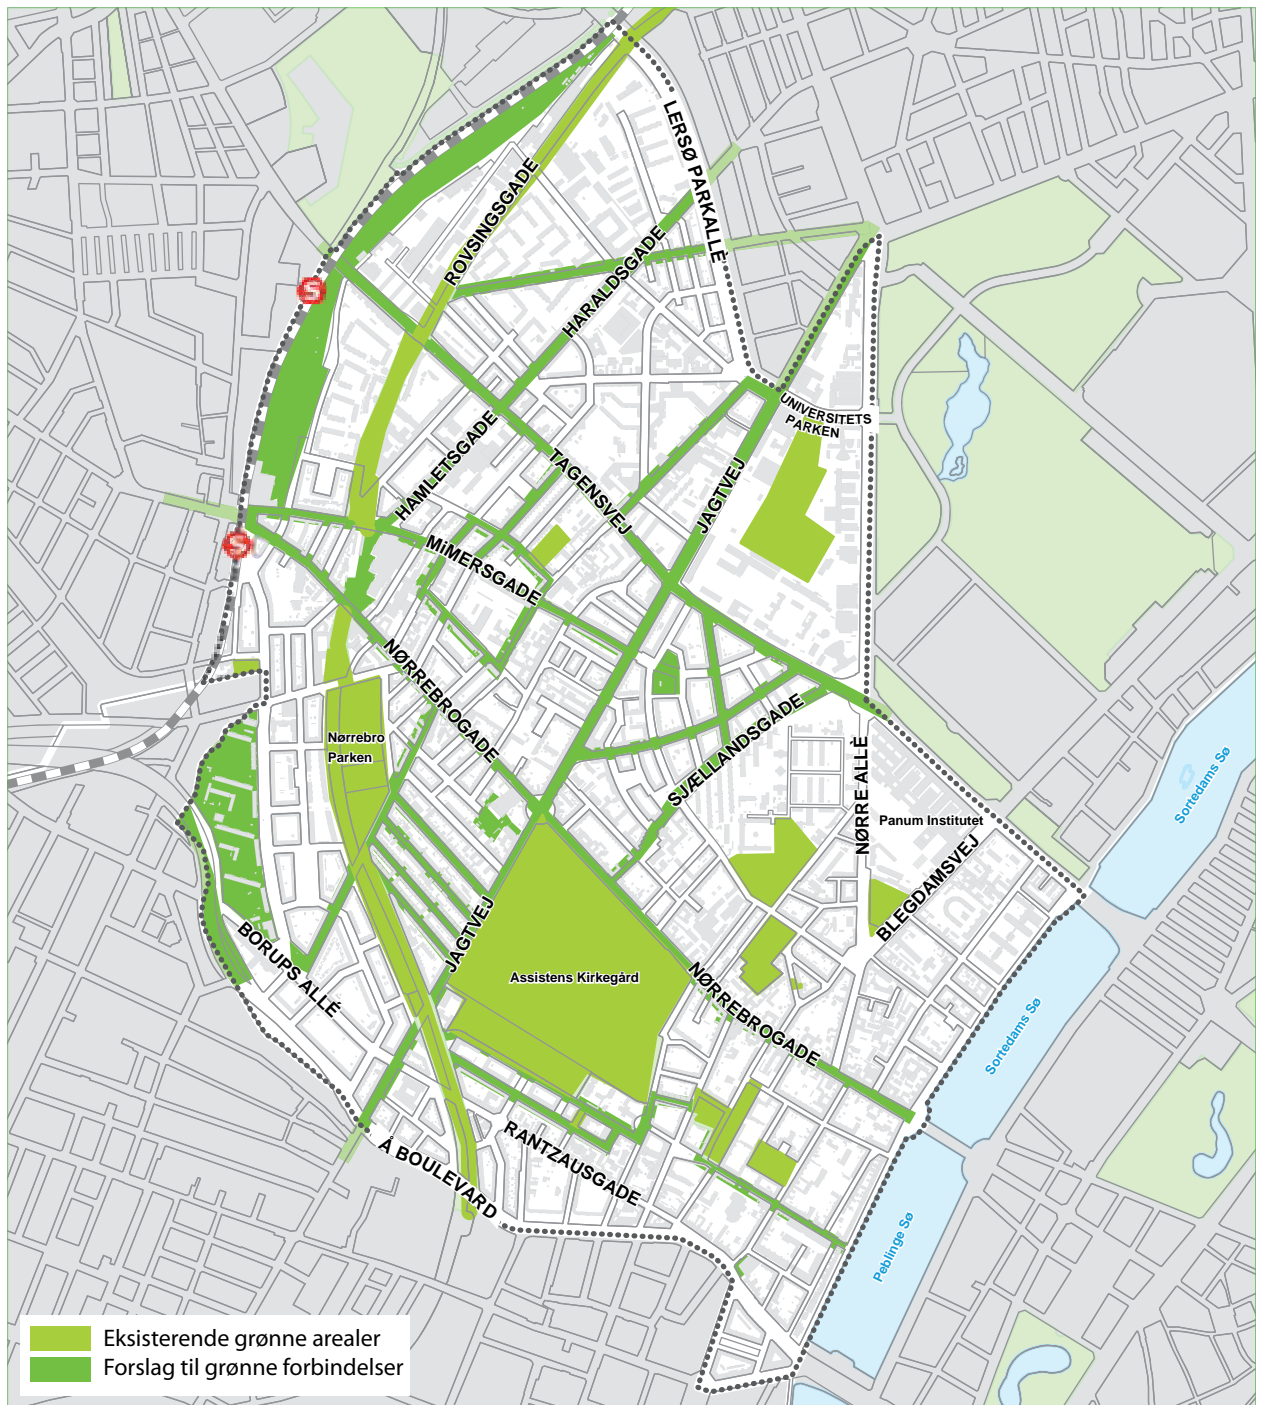 LERSØ PARKALLÈ
ROVSINGSGADE
HARALDSGADE
S
UNIVERSITETS
PARKEN
HAMLETSGADE
TAGENSVEJ
JAGTVEJ
S
MiMERSGADE
NØRREBROGADE
Nørrebro
Parken
SJÆLLANDSGADE
NØRRE ALLÈ
Sortedams Sø
Panum Institutet
BLEGDAMSVEJ
JAGTVEJ
BORUPS ALLÉ
Assistens Kirkegård
NØRREBROGADE
Sortedams Sø
RANTZAUSGADE
Å BOULEVARD
Peblinge Sø
Eksisterende grønne arealer
Forslag til grønne forbindelser